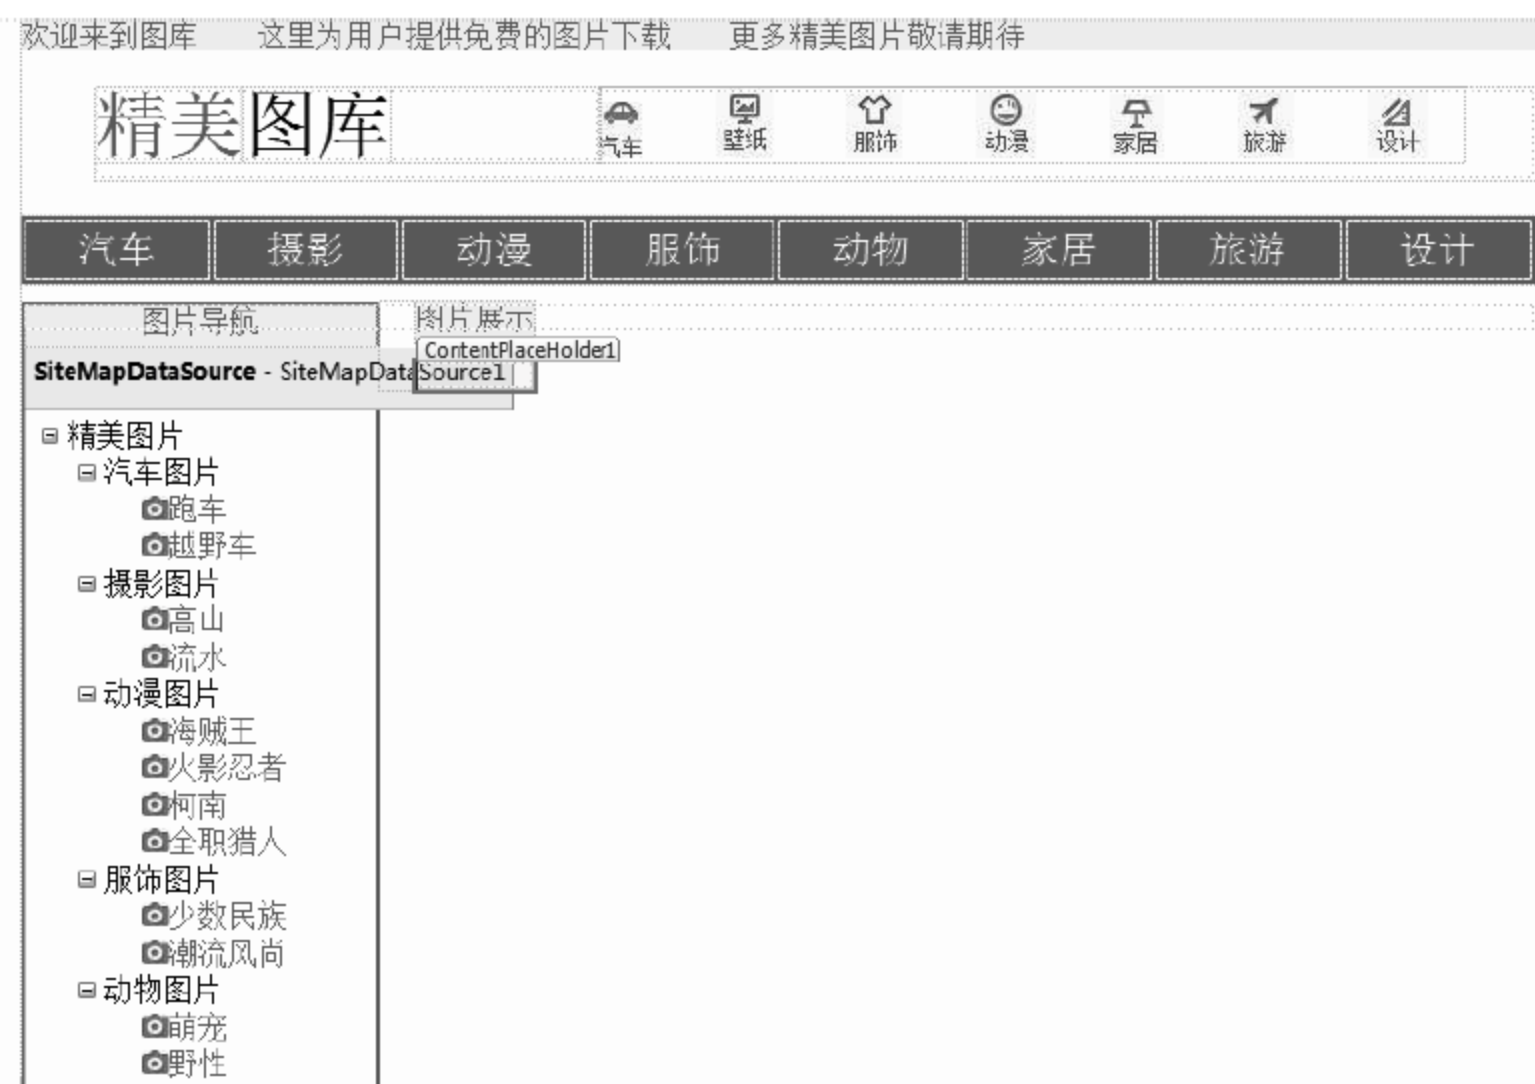 欢迎来到图库 这里为用户提供免费的图片下载 更多精美图片敬请期待
精美图库
汽车 壁纸 服饰 动漫 家居 旅游 设计
汽车 摄影 动漫 服饰 动物 家居 旅游 设计
图片导航 图片展示
ContentPlaceHolder1
SiteMapDataSource - SiteMapDataSource1
精美图片
汽车图片
跑车
越野车
摄影图片
高山
流水
动漫图片
海贼王
火影忍者
柯南
全职猎人
服饰图片
少数民族
潮流风尚
动物图片
萌宠
野性